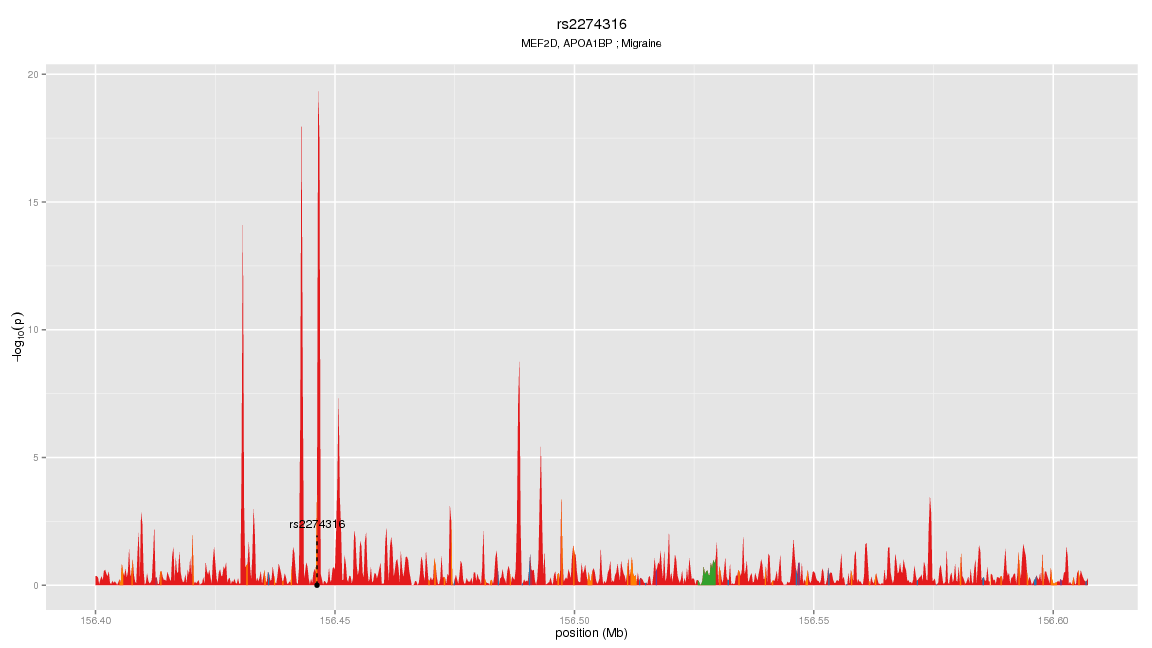 rs2274316
MEF2D, APOA1BP ; Migraine
20
15
10
5
0
−log10(p)
rs2274316
156.40 156.45 156.50 156.55 156.60
position (Mb)